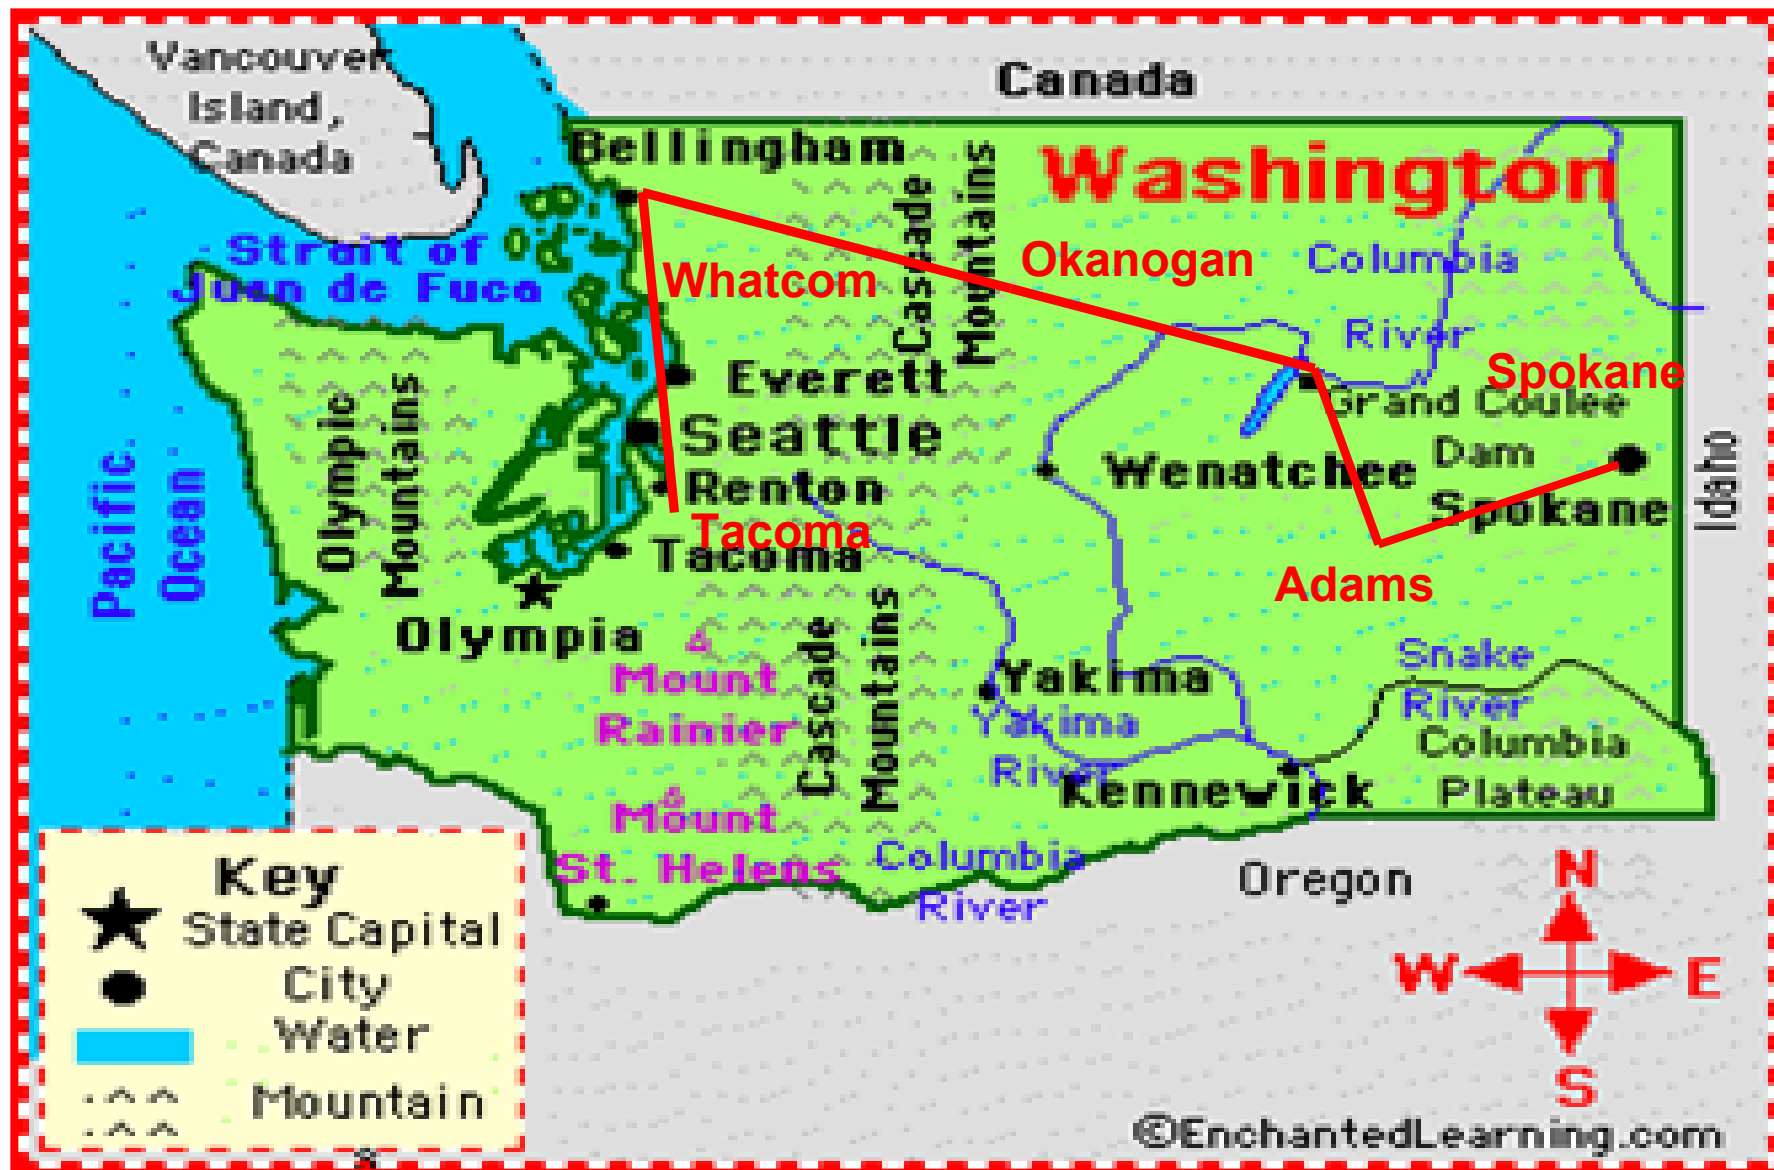 Vancouver
Island,
Canada
Canada
Bellingham
Washington
Cascade
Mountains
Strait of
Juan de Fuca
Whatcom
Okanogan
Columbia
River
Everett
Spokane
Grand Coulee
Dam
Seattle
Olympic
Mountains
Pacific
Ocean
Renton
Wenatchee
Spokane
Idaho
Tacoma
Tacoma
Adams
Olympia
Mount
Rainier
Cascade
Mountains
Yakima
Yakima
River
Snake
River
Columbia
Plateau
Kennewick
Mount
St. Helens
Columbia
River
Oregon
Key
State Capital
City
Water
Mountain
N
W
E
S
©EnchantedLearning.com